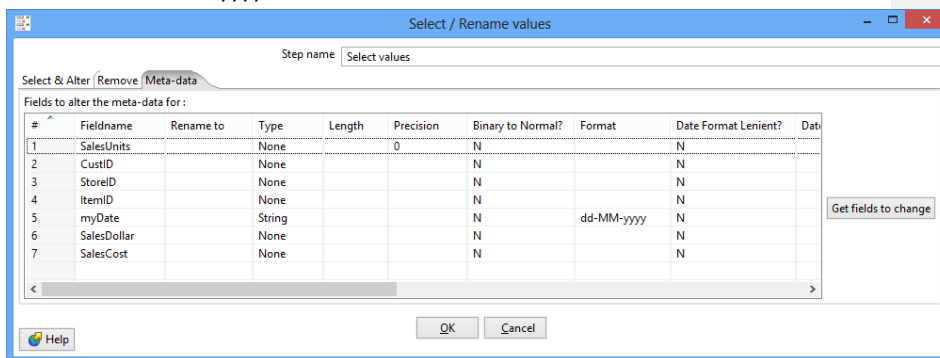 Select / Rename values
Step name Select values
Select & Alter Remove Meta-data
Fields to alter the meta-data for :
# Fieldname Rename to Type Length Precision Binary to Normal? Format Date Format Lenient?
1 SalesUnits None 0 N N
2 CustID None N N
3 StoreID None N N
4 ItemID None N N
5 myDate String N dd-MM-yyyy N
6 SalesDollar None N N
7 SalesCost None N N
Get fields to change
OK Cancel
Help